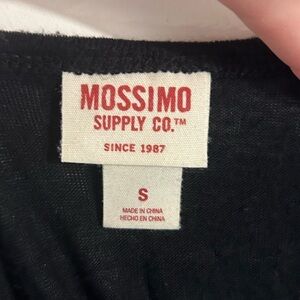 MOSSIMO
SUPPLY CO.™
SINCE 1987
S
MADE IN CHINA
HECHO EN CHINA